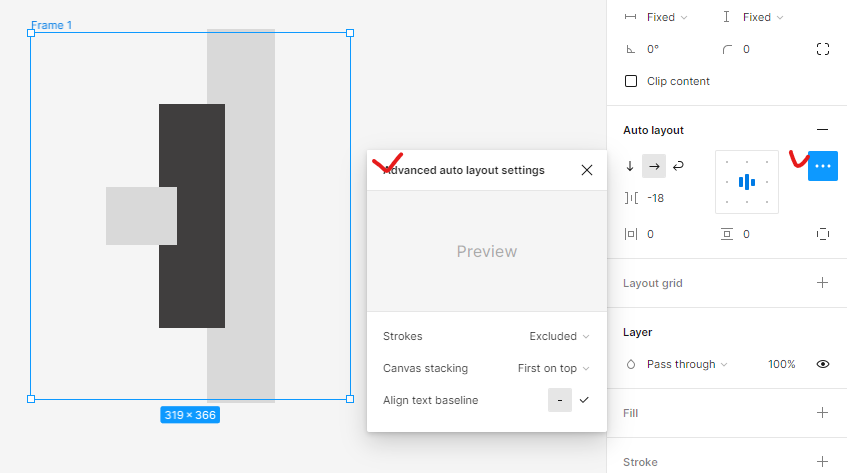 Frame 1
319 × 366
Advanced auto layout settings
Preview
Strokes Excluded
Canvas stacking First on top
Align text baseline -
Fixed Fixed
0° 0
Clip content
Auto layout
-18
0 0
Layout grid
Layer
Pass through 100%
Fill
Stroke